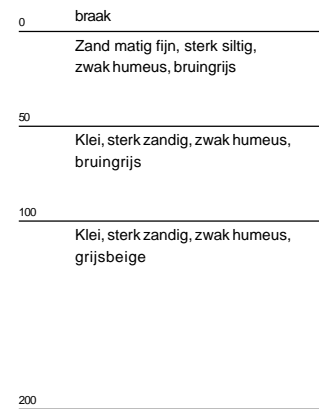 0 braak
Zand matig fijn, sterk siltig,
zwak humeus, bruingrijs
50
Klei, sterk zandig, zwak humeus,
bruingrijs
100
Klei, sterk zandig, zwak humeus,
grijsbeige
200